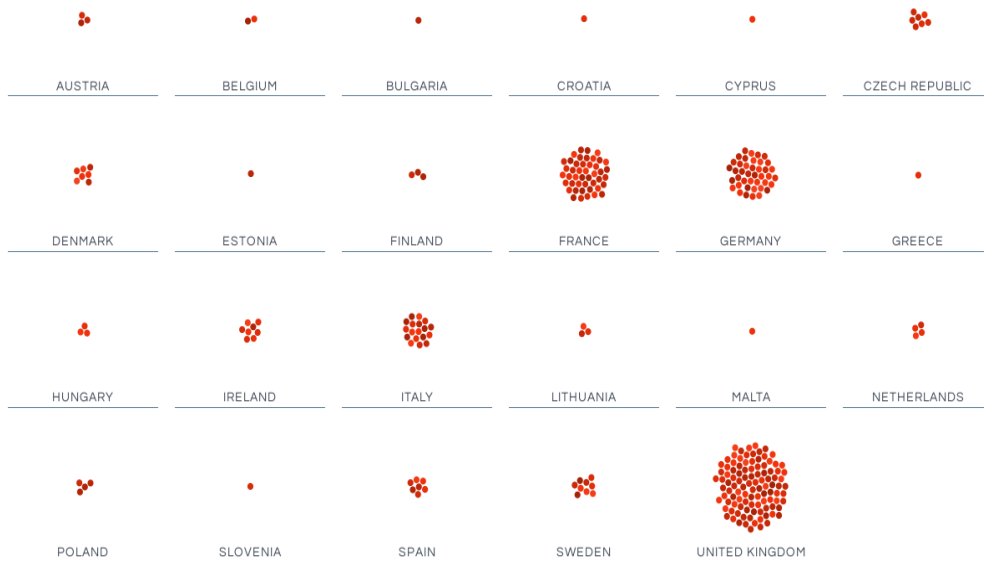 AUSTRIA
BELGIUM
BULGARIA
CROATIA
CYPRUS
CZECH REPUBLIC
DENMARK
ESTONIA
FINLAND
FRANCE
GERMANY
GREECE
HUNGARY
IRELAND
ITALY
LITHUANIA
MALTA
NETHERLANDS
POLAND
SLOVENIA
SPAIN
SWEDEN
UNITED KINGDOM